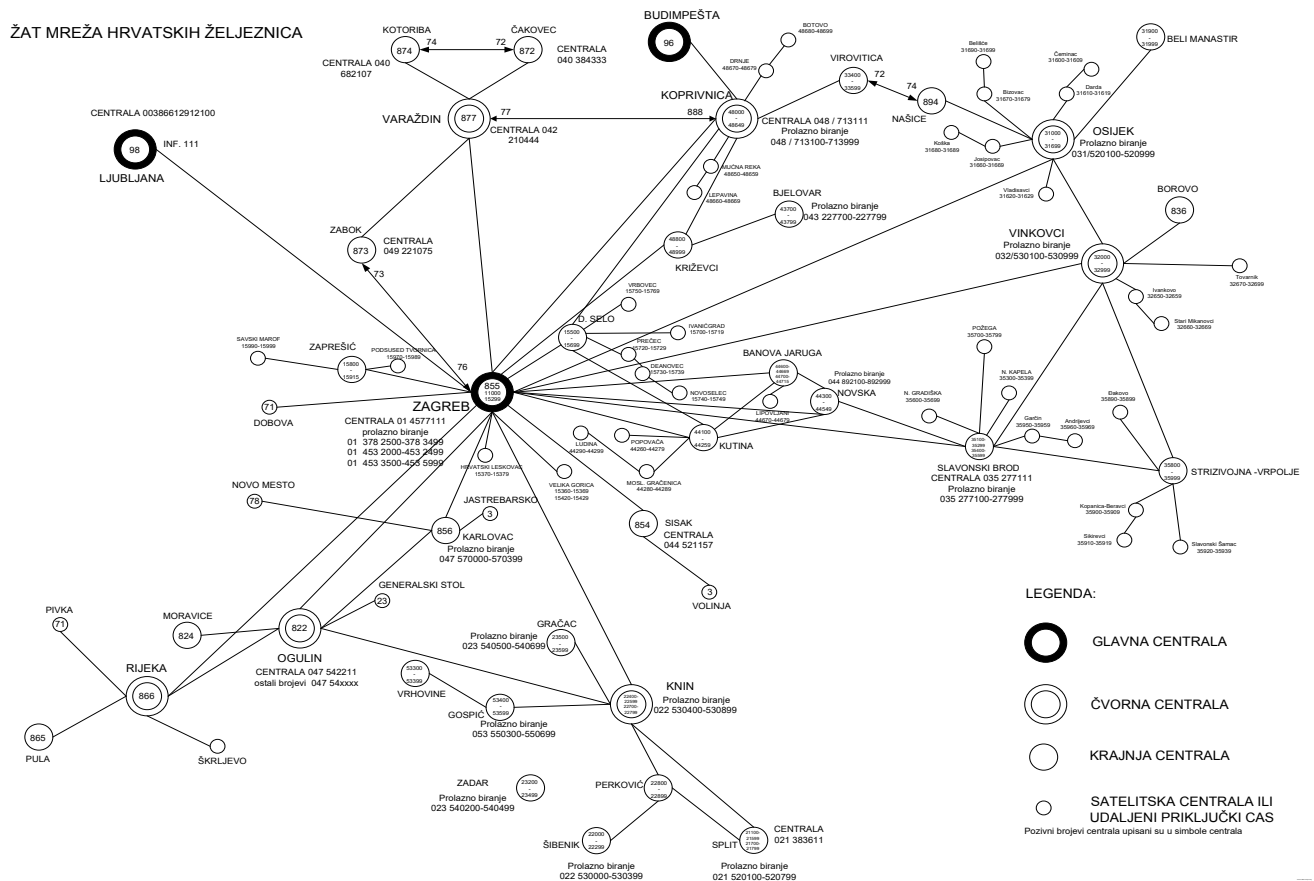 ŽAT MREŽA HRVATSKIH ŽELJEZNICA
KOTORIBA
874
74
72
ČAKOVEC
872
CENTRALA
040 384333
CENTRALA 040
682107
BUDIMPEŠTA
96
BOTOVO
48680-48699
DRNJE
48670-48679
VIROVITICA
33400
-
33599
72
74
894
NAŠICE
Belišće
31690-31699
Čeminac
31600-31609
31900
-
31999
BELI MANASTIR
Bizovac
31670-31679
Darda
31610-31619
CENTRALA 00386612912100
98
INF. 111
LJUBLJANA
VARAŽDIN
877
77
888
CENTRALA 042
210444
KOPRIVNICA
48000
-
48649
CENTRALA 048 / 713111
Prolazno biranje
048 / 713100-713999
Koška
31680-31689
Josipovac
31660-31669
31000
-
31699
OSIJEK
Prolazno biranje
031/520100-520999
Vladisavci
31620-31629
MUČNA REKA
48650-48659
LEPAVINA
48660-48669
BJELOVAR
43700
-
43799
Prolazno biranje
043 227700-227799
BOROVO
836
ZABOK
873
CENTRALA
049 221075
73
48800
-
48999
KRIŽEVCI
VINKOVCI
Prolazno biranje
032/530100-530999
32000
-
32999
Tovarnik
32670-32699
Ivankovo
32650-32659
Stari Mikanovci
32660-32669
VRBOVEC
15750-15769
D. SELO
15500
-
15699
IVANIĆGRAD
15700-15719
PREČEC
15720-15729
DEANOVEC
15730-15739
NOVOSELEC
15740-15749
SAVSKI MAROF
15990-15999
ZAPREŠIĆ
15800
-
15915
PODSUSED TVORNICA
15970-15989
76
855
11000
15299
ZAGREB
71
DOBOVA
CENTRALA 01 4577111
prolazno biranje
01 378 2500-378 3499
01 453 2000-453 2499
01 453 3500-453 5999
BANOVA JARUGA
LIPOVLJANI
44670-44679
Prolazno biranje
044 892100-892999
44300
-
44549
NOVSKA
POŽEGA
35700-35799
N. GRADIŠKA
35600-35699
N. KAPELA
35300-35399
Garčin
35950-35959
Andrijevci
35960-35969
Đakovo
35890-35899
44100
-
44259
KUTINA
LUDINA
44290-44299
POPOVAČA
44260-44279
MOSL. GRAČENICA
44280-44289
HRVATSKI LESKOVAC
15370-15379
VELIKA GORICA
15360-15369
15420-15429
SLAVONSKI BROD
CENTRALA 035 277111
Prolazno biranje
035 277100-277999
35800
-
35999
STRIZIVOJNA -VRPOLJE
Kopanica-Beravci
35900-35909
Sikirevci
35910-35919
Slavonski Šamac
35920-35939
NOVO MESTO
78
JASTREBARSKO
3
856
KARLOVAC
Prolazno biranje
047 570000-570399
854
SISAK
CENTRALA
044 521157
3
VOLINJA
GENERALSKI STOL
23
PIVKA
71
MORAVICE
824
822
OGULIN
CENTRALA 047 542211
ostali brojevi 047 54xxxx
RIJEKA
866
865
PULA
ŠKRLJEVO
GRAČAC
Prolazno biranje
023 540500-540699
23500
-
23599
53300
-
53399
VRHOVINE
GOSPIĆ
53400
-
53599
Prolazno biranje
053 550300-550699
KNIN
Prolazno biranje
022 530400-530899
22400-
22599
22700-
22799
ZADAR
Prolazno biranje
023 540200-540499
23200
-
23499
PERKOVIĆ
22800
-
22899
22000
-
22299
ŠIBENIK
Prolazno biranje
022 530000-530399
SPLIT
21100-
21599
21700-
21799
CENTRALA
021 383611
Prolazno biranje
021 520100-520799
LEGENDA:
GLAVNA CENTRALA
ČVORNA CENTRALA
KRAJNJA CENTRALA
SATELITSKA CENTRALA ILI
UDALJENI PRIKLJUČKI CAS
Pozivni brojevi centrala upisani su u simbole centrala